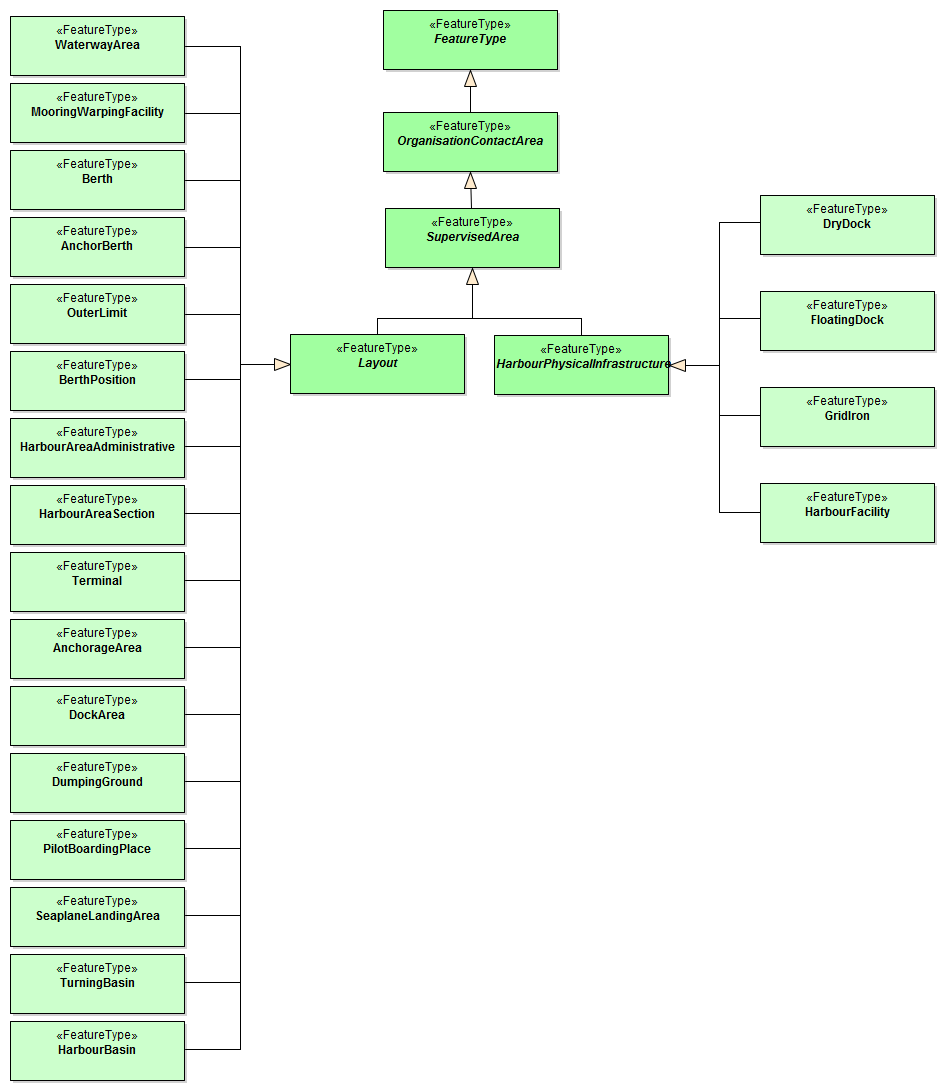 «FeatureType»
WaterwayArea
«FeatureType»
MooringWarpingFacility
«FeatureType»
Berth
«FeatureType»
AnchorBerth
«FeatureType»
OuterLimit
«FeatureType»
BerthPosition
«FeatureType»
HarbourAreaAdministrative
«FeatureType»
HarbourAreaSection
«FeatureType»
Terminal
«FeatureType»
AnchorageArea
«FeatureType»
DockArea
«FeatureType»
DumpingGround
«FeatureType»
PilotBoardingPlace
«FeatureType»
SeaplaneLandingArea
«FeatureType»
TurningBasin
«FeatureType»
HarbourBasin
«FeatureType»
FeatureType
«FeatureType»
OrganisationContactArea
«FeatureType»
SupervisedArea
«FeatureType»
Layout
«FeatureType»
HarbourPhysicalInfrastructure
«FeatureType»
DryDock
«FeatureType»
FloatingDock
«FeatureType»
GridIron
«FeatureType»
HarbourFacility